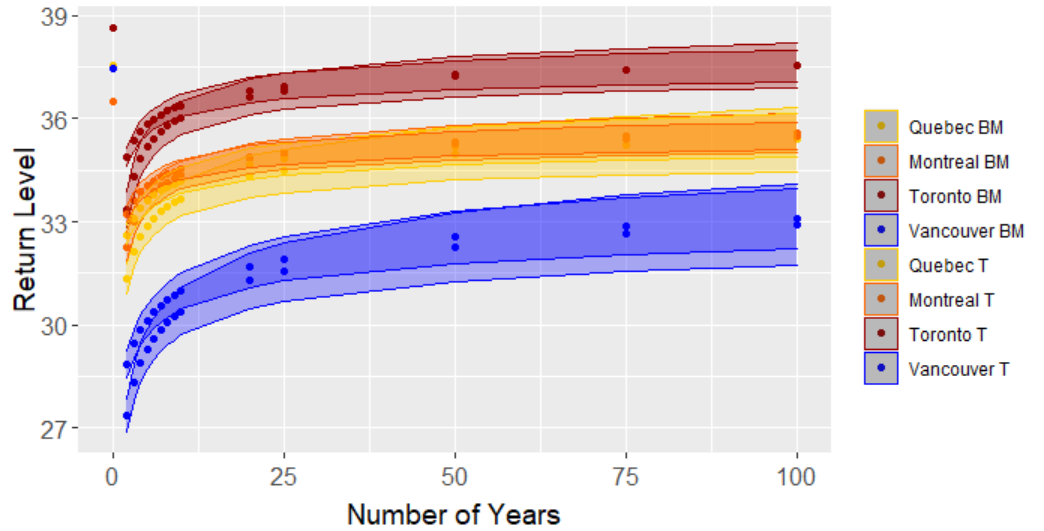 Return Level
39
36
33
30
27
0
25
50
75
100
Number of Years
Quebec BM
Montreal BM
Toronto BM
Vancouver BM
Quebec T
Montreal T
Toronto T
Vancouver T